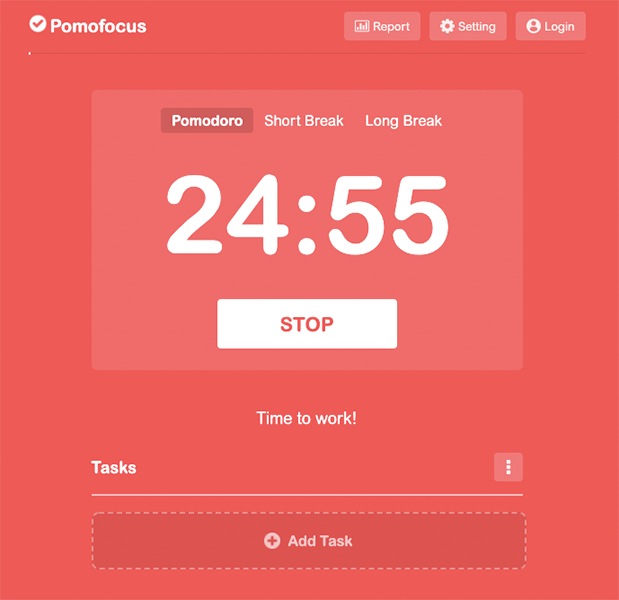 Pomofocus
Report Setting Login
Pomodoro Short Break Long Break
24:55
STOP
Time to work!
Tasks
Add Task